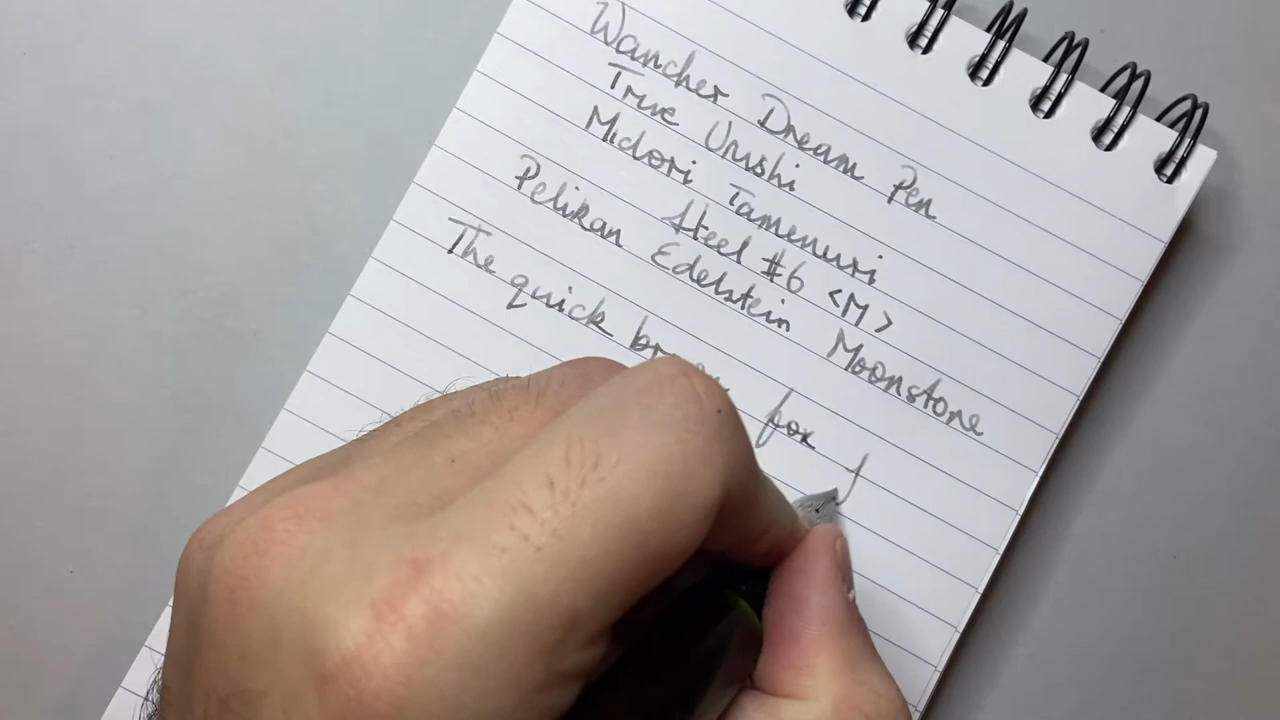 Wancher Dream Pen
True Urushi
Midori Tamenuri
Steel #6 <M>
Pelikan Edelstein Moonstone
The quick fox